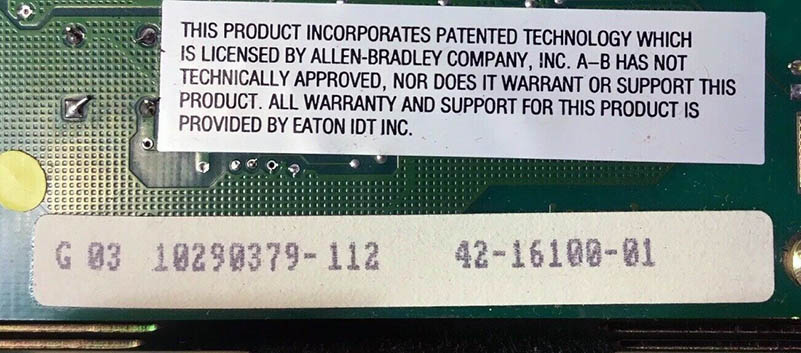 THIS PRODUCT INCORPORATES PATENTED TECHNOLOGY WHICH
IS LICENSED BY ALLEN-BRADLEY COMPANY, INC. A-B HAS NOT
TECHNICALLY APPROVED, NOR DOES IT WARRANT OR SUPPORT THIS
PRODUCT. ALL WARRANTY AND SUPPORT FOR THIS PRODUCT IS
PROVIDED BY EATON IDT INC.
G 03 10290379-112 42-16100-01